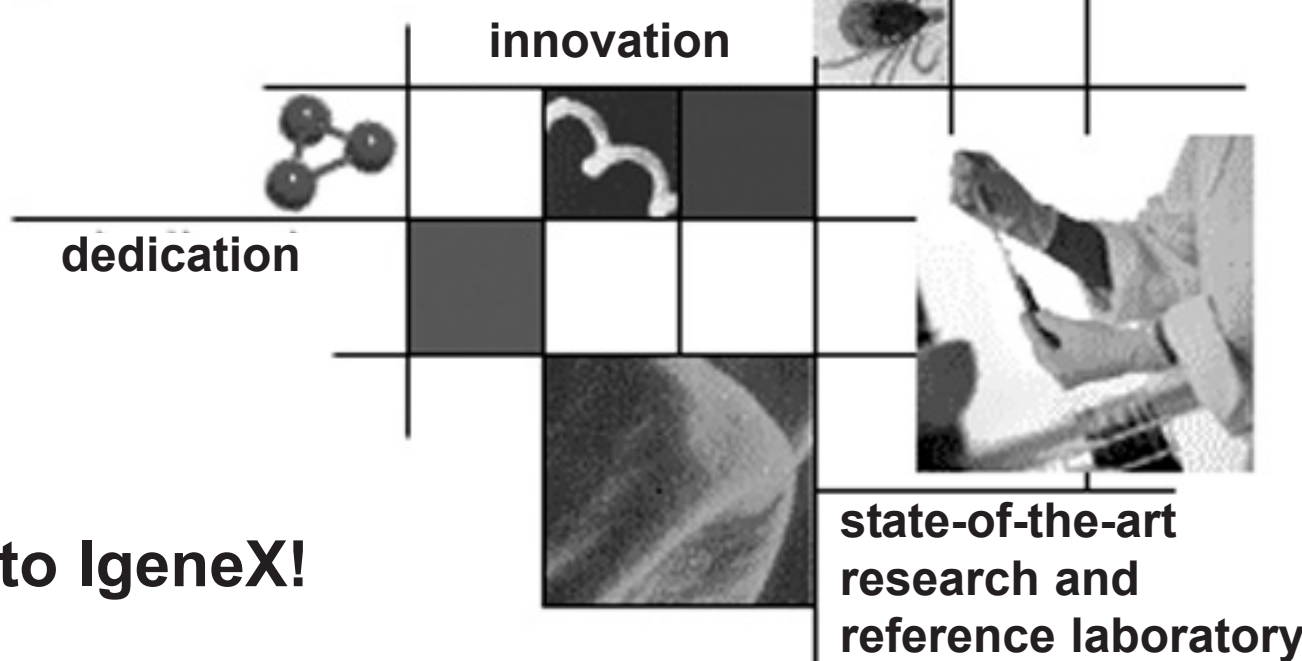 innovation
dedication
to IgeneX!
state-of-the-art
research and
reference laboratory